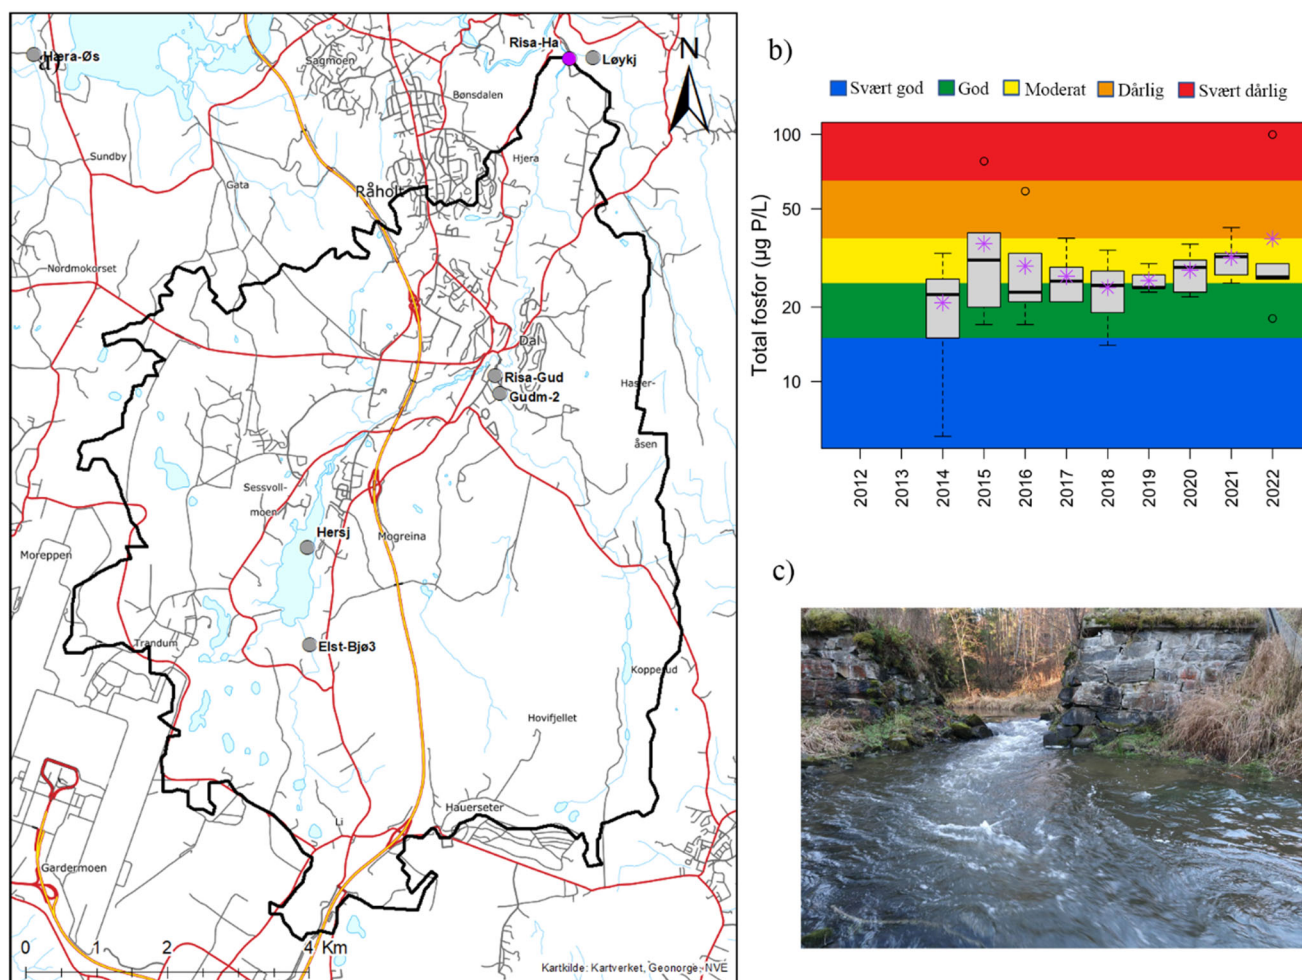 Risa-Ha
N
Hæra-Øs
Løykj
Sagmoen
Bønsdalen
Sundby
Hjera
Gata
Råholt
Nordmokorset
Dal
Risa-Gud
Gudm-2
åsen
Sessvoll-
moen
Hersj
Mogreina
Moreppen
Trandum
Elst-Bjø3
Kopperud
Hovifjellet
Hauerseter
Li
Gardermoen
0 1 2 4 Km
Kartkilde: Kartverket, Geonorge, NVE
b)
Svært god God Moderat Dårlig Svært dårlig
Total fosfor (µg P/L)
100
50
20
10
2012 2013 2014 2015 2016 2017 2018 2019 2020 2021 2022
c)